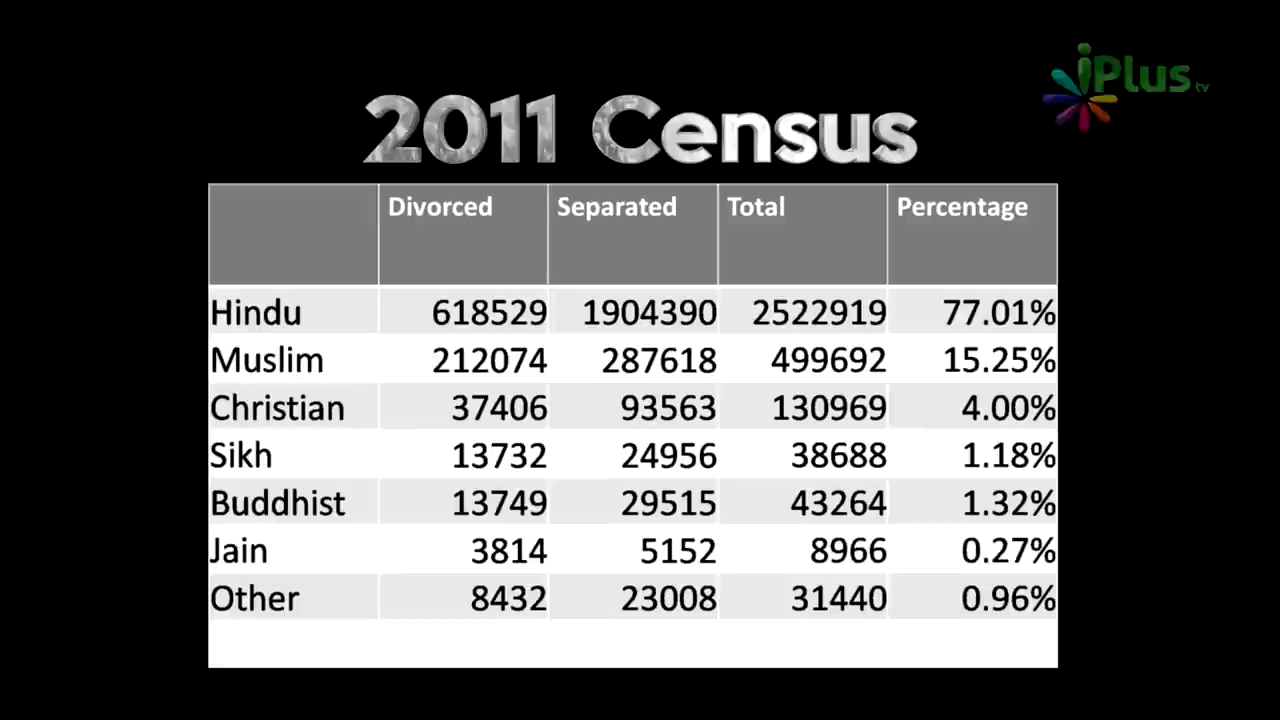 iPlus tv
2011 Census
Divorced Separated Total Percentage
Hindu 618529 1904390 2522919 77.01%
Muslim 212074 287618 499692 15.25%
Christian 37406 93563 130969 4.00%
Sikh 13732 24956 38688 1.18%
Buddhist 13749 29515 43264 1.32%
Jain 3814 5152 8966 0.27%
Other 8432 23008 31440 0.96%